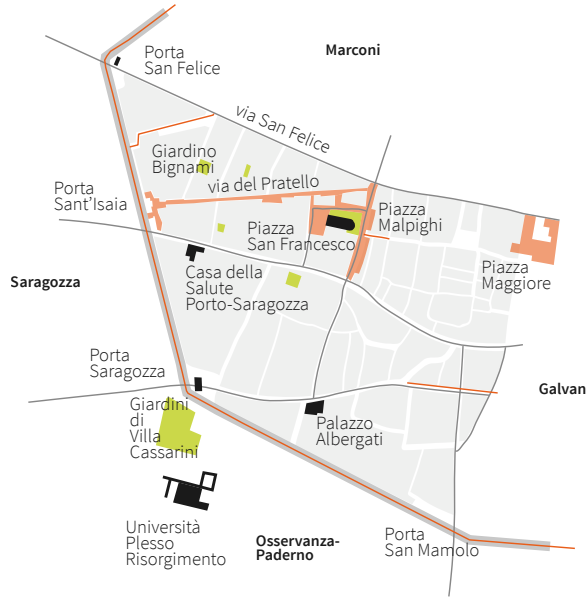 Marconi
Porta
San Felice
via San Felice
Giardino
Bignami
via del Pratello
Porta
Sant'Isaia
Piazza
Malpighi
Piazza
San Francesco
Piazza
Maggiore
Casa della
Salute
Porto-Saragozza
Saragozza
Porta
Saragozza
Galvan
Giardini
di
Villa
Cassarini
Palazzo
Albergati
Università
Plesso
Risorgimento
Osservanza-
Paderno
Porta
San Mamolo